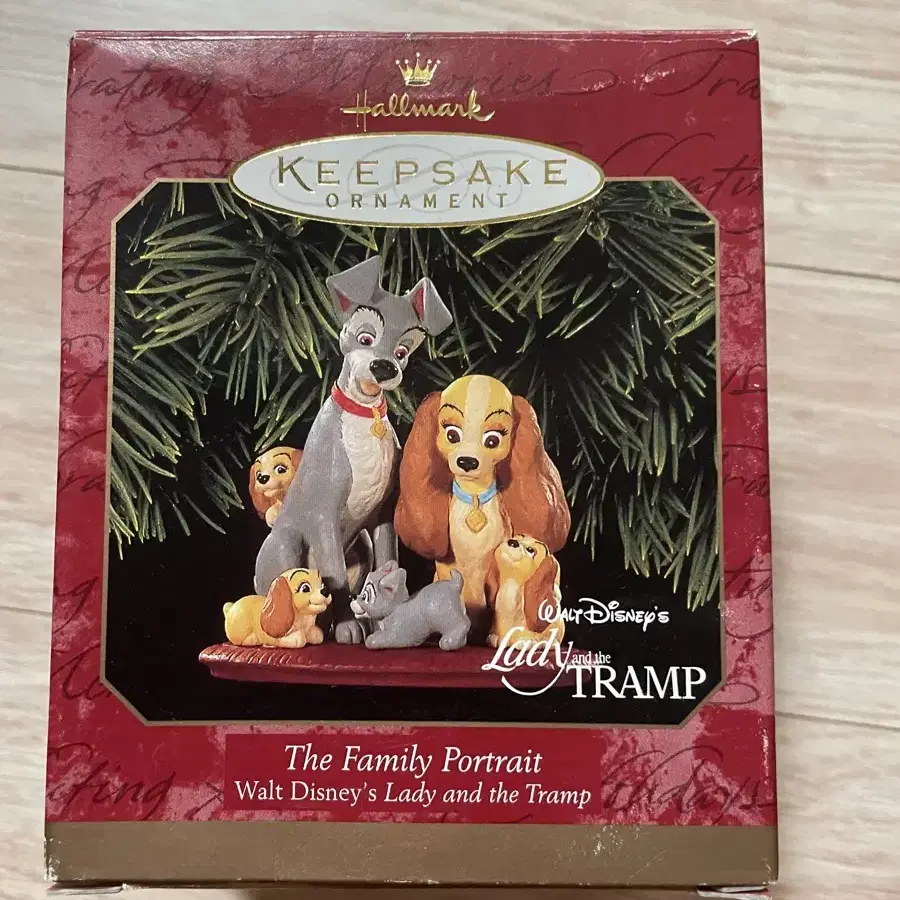 Hallmark
KEEPSAKE
ORNAMENT
WALT DISNEY'S
Lady and the
TRAMP
The Family Portrait
Walt Disney's Lady and the Tramp